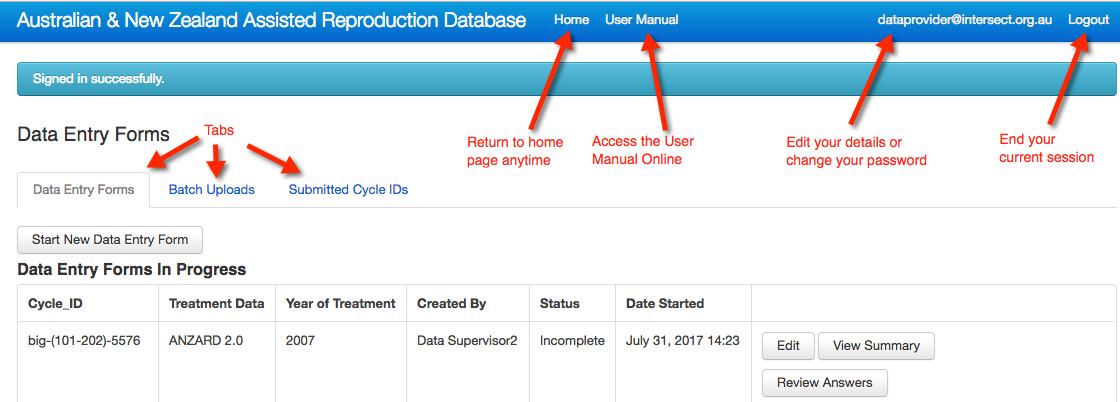 Australian & New Zealand Assisted Reproduction Database Home User Manual dataprovider@intersect.org.au Logout
Signed in successfully.
Data Entry Forms
Tabs
Return to home
page anytime
Access the User
Manual Online
Edit your details or
change your password
End your
current session
Data Entry Forms Batch Uploads Submitted Cycle IDs
Start New Data Entry Form
Data Entry Forms In Progress
Cycle_ID Treatment Data Year of Treatment Created By Status Date Started
big-(101-202)-5576 ANZARD 2.0 2007 Data Supervisor2 Incomplete July 31, 2017 14:23 Edit View Summary
Review Answers